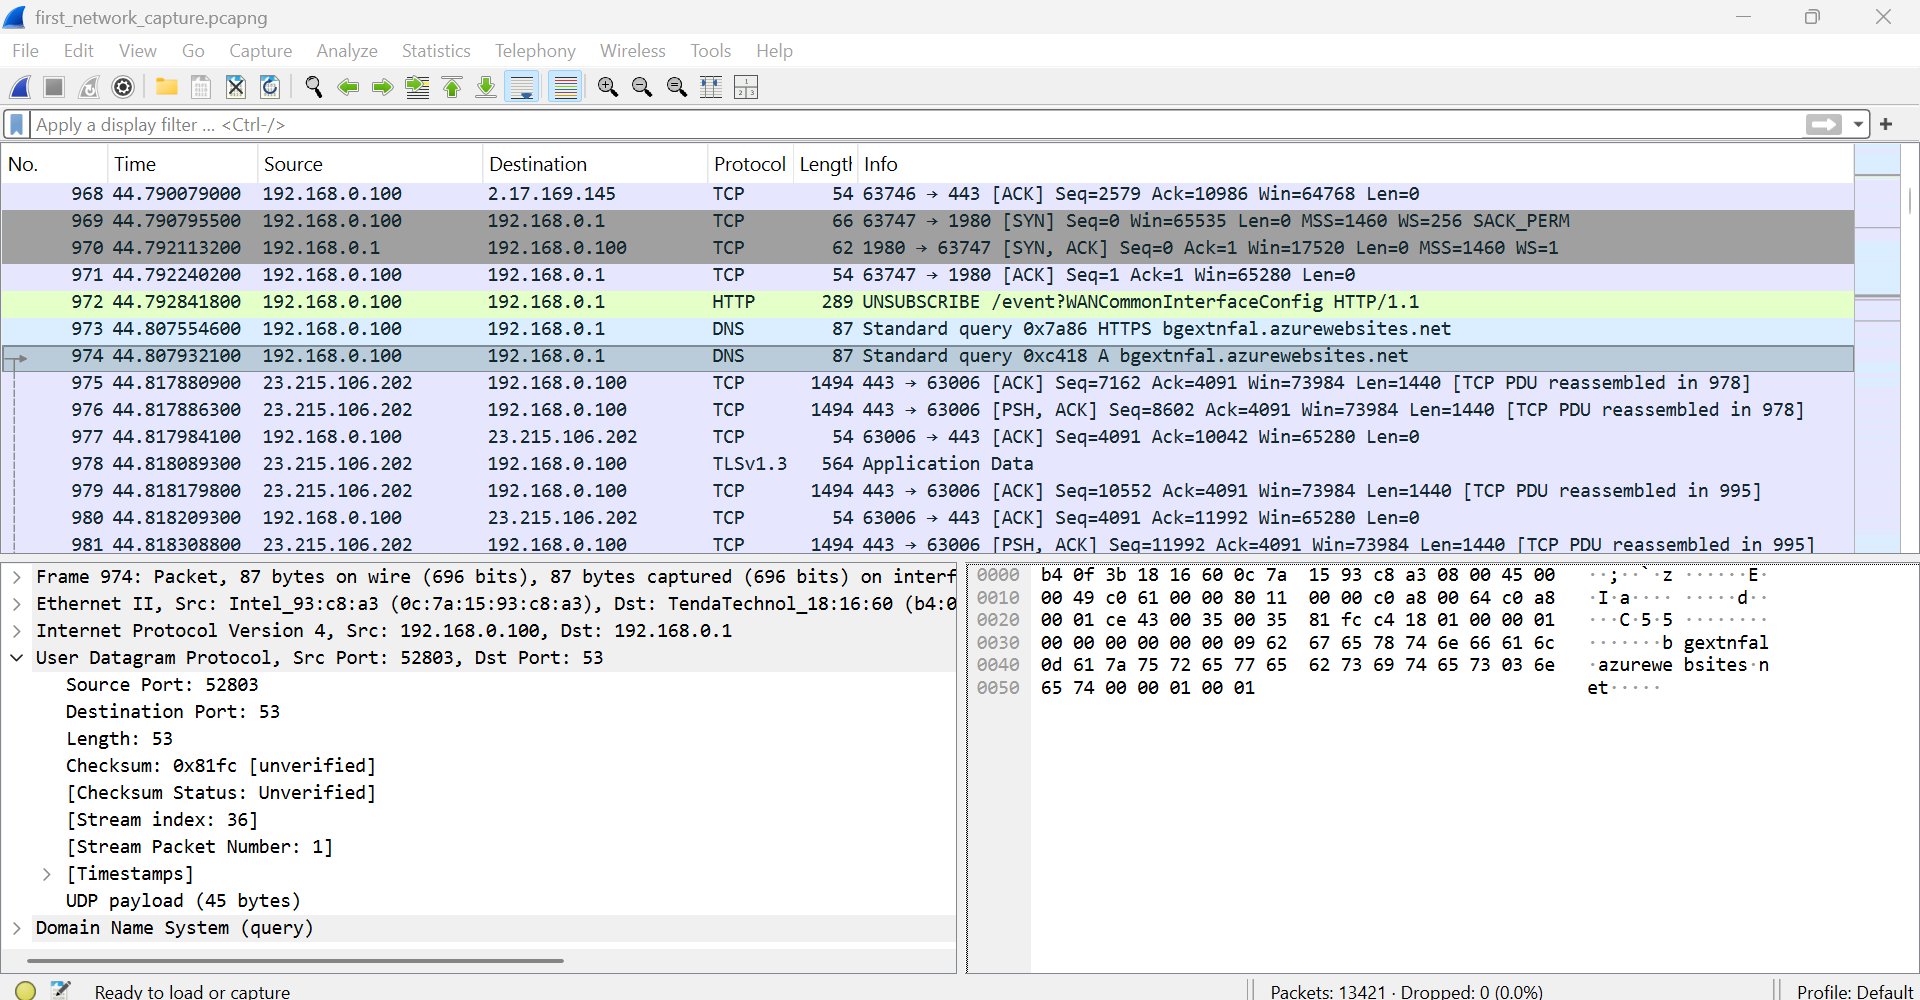 first_network_capture.pcapng
File Edit View Go Capture Analyze Statistics Telephony Wireless Tools Help
Apply a display filter ... <Ctrl-/>
No. Time Source Destination Protocol Length Info
968 44.790079000 192.168.0.100 2.17.169.145 TCP 54 63746 → 443 [ACK] Seq=2579 Ack=10986 Win=64768 Len=0
969 44.790795500 192.168.0.100 192.168.0.1 TCP 66 63747 → 1980 [SYN] Seq=0 Win=65535 Len=0 MSS=1460 WS=256 SACK_PERM
970 44.792113200 192.168.0.1 192.168.0.100 TCP 62 1980 → 63747 [SYN, ACK] Seq=0 Ack=1 Win=17520 Len=0 MSS=1460 WS=1
971 44.792240200 192.168.0.100 192.168.0.1 TCP 54 63747 → 1980 [ACK] Seq=1 Ack=1 Win=65280 Len=0
972 44.792841800 192.168.0.100 192.168.0.1 HTTP 289 UNSUBSCRIBE /event?WANCommonInterfaceConfig HTTP/1.1
973 44.807554600 192.168.0.100 192.168.0.1 DNS 87 Standard query 0x7a86 HTTPS bgextnfal.azurewebsites.net
974 44.807932100 192.168.0.100 192.168.0.1 DNS 87 Standard query 0xc418 A bgextnfal.azurewebsites.net
975 44.817880900 23.215.106.202 192.168.0.100 TCP 1494 443 → 63006 [ACK] Seq=7162 Ack=4091 Win=73984 Len=1440 [TCP PDU reassembled in 978]
976 44.817886300 23.215.106.202 192.168.0.100 TCP 1494 443 → 63006 [PSH, ACK] Seq=8602 Ack=4091 Win=73984 Len=1440 [TCP PDU reassembled in 978]
977 44.817984100 192.168.0.100 23.215.106.202 TCP 54 63006 → 443 [ACK] Seq=4091 Ack=10042 Win=65280 Len=0
978 44.818089300 23.215.106.202 192.168.0.100 TLSv1.3 564 Application Data
979 44.818179800 23.215.106.202 192.168.0.100 TCP 1494 443 → 63006 [ACK] Seq=10552 Ack=4091 Win=73984 Len=1440 [TCP PDU reassembled in 995]
980 44.818209300 192.168.0.100 23.215.106.202 TCP 54 63006 → 443 [ACK] Seq=4091 Ack=11992 Win=65280 Len=0
981 44.818308800 23.215.106.202 192.168.0.100 TCP 1494 443 → 63006 [PSH, ACK] Seq=11992 Ack=4091 Win=73984 Len=1440 [TCP PDU reassembled in 995]
Frame 974: Packet, 87 bytes on wire (696 bits), 87 bytes captured (696 bits) on interf
Ethernet II, Src: Intel_93:c8:a3 (0c:7a:15:93:c8:a3), Dst: TendaTechnol_18:16:60 (b4:0
Internet Protocol Version 4, Src: 192.168.0.100, Dst: 192.168.0.1
User Datagram Protocol, Src Port: 52803, Dst Port: 53
Source Port: 52803
Destination Port: 53
Length: 53
Checksum: 0x81fc [unverified]
[Checksum Status: Unverified]
[Stream index: 36]
[Stream Packet Number: 1]
[Timestamps]
UDP payload (45 bytes)
Domain Name System (query)
0000 b4 0f 3b 18 16 60 0c 7a 15 93 c8 a3 08 00 45 00 ··;··`·z ······E·
0010 00 49 c0 61 00 00 80 11 00 00 c0 a8 00 64 c0 a8 ·I·a···· ·····d··
0020 00 01 ce 43 00 35 00 35 81 fc c4 18 01 00 00 01 ···C·5·5 ········
0030 00 00 00 00 00 00 09 62 67 65 78 74 6e 66 61 6c ·······b gextnfal
0040 0d 61 7a 75 72 65 77 65 62 73 69 74 65 73 03 6e ·azurewe bsites·n
0050 65 74 00 00 01 00 01 et·····
Ready to load or capture
Packets: 13421 · Dropped: 0 (0.0%)
Profile: Default